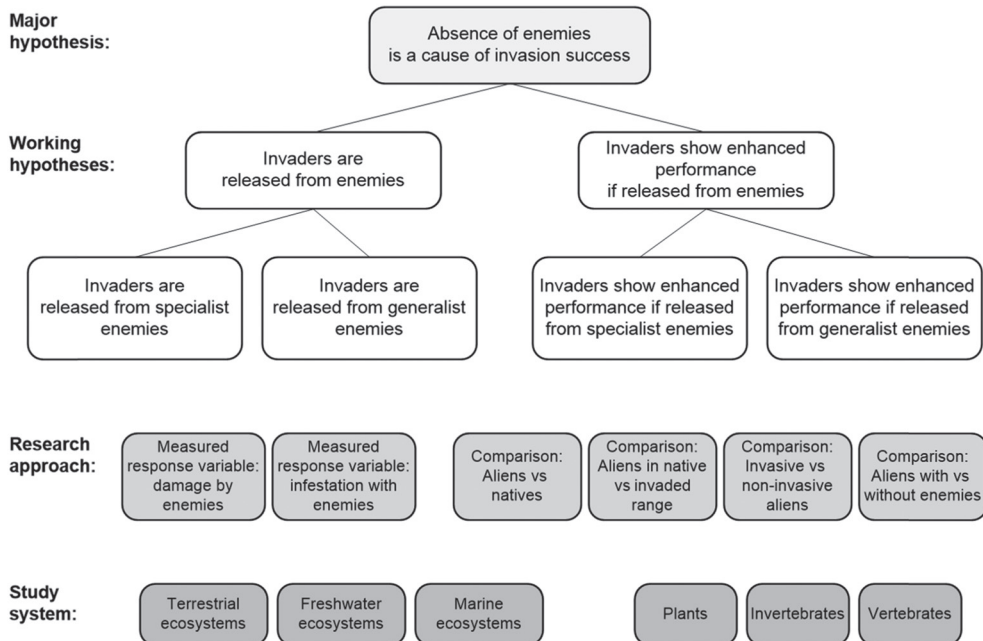 Major
hypothesis:
Absence of enemies
is a cause of invasion success
Working
hypotheses:
Invaders are
released from enemies
Invaders show enhanced
performance
if released from enemies
Invaders are
released from specialist
enemies
Invaders are
released from generalist
enemies
Invaders show enhanced
performance if released
from specialist enemies
Invaders show enhanced
performance if released
from generalist enemies
Research
approach:
Measured
response variable:
damage by
enemies
Measured
response variable:
infestation with
enemies
Comparison:
Aliens vs
natives
Comparison:
Aliens in native
vs invaded
range
Comparison:
Invasive vs
non-invasive
aliens
Comparison:
Aliens with vs
without enemies
Study
system:
Terrestrial
ecosystems
Freshwater
ecosystems
Marine
ecosystems
Plants
Invertebrates
Vertebrates